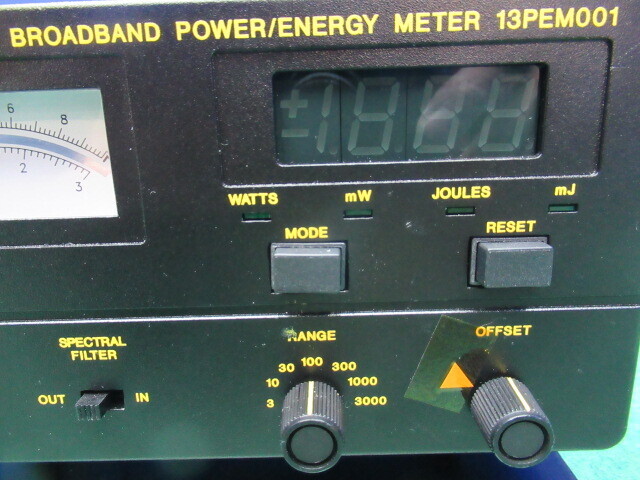 BROADBAND POWER/ENERGY METER 13PEM001
6 8
2 3
±1888
WATTS mW JOULES mJ
MODE RESET
SPECTRAL
FILTER
OUT IN
RANGE
3 10 30 100 300 1000 3000
OFFSET